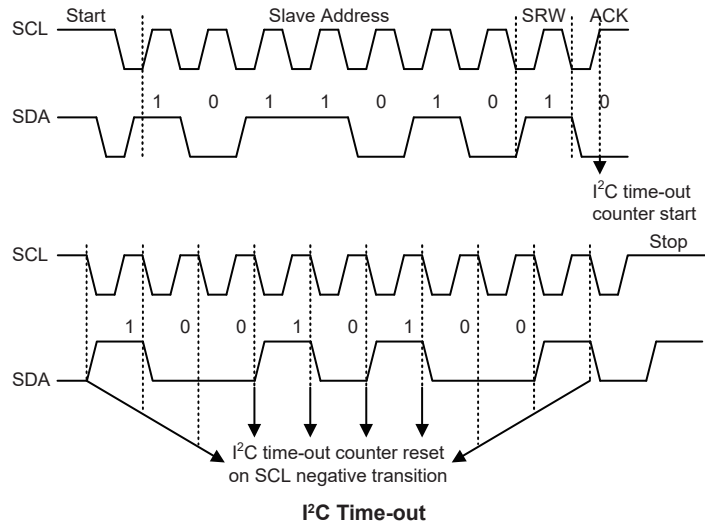 Start Slave Address SRW ACK
SCL
1 0 1 1 0 1 0 1 0
SDA
I²C time-out
counter start
Stop
SCL
1 0 0 1 0 1 0 0
SDA
I²C time-out counter reset
on SCL negative transition
I²C Time-out